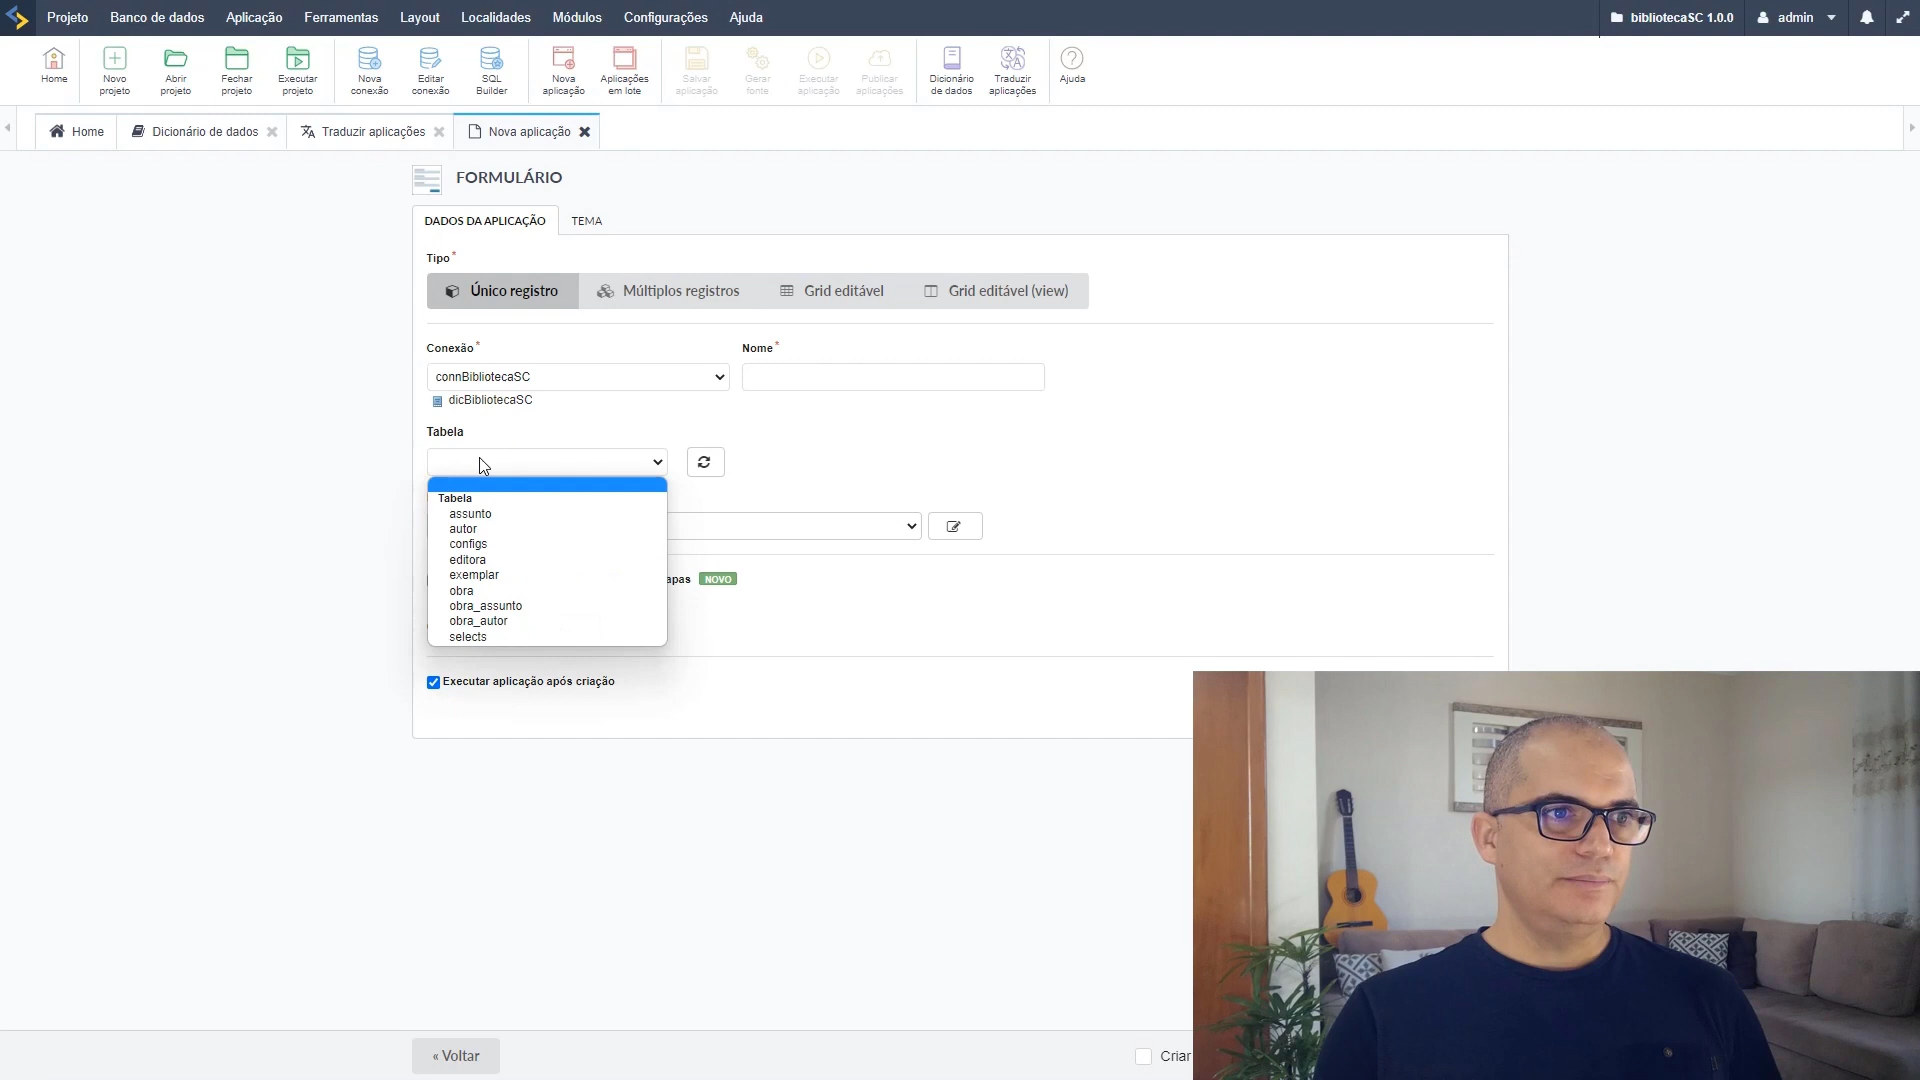 Projeto Banco de dados Aplicação Ferramentas Layout Localidades Módulos Configurações Ajuda bibliotecaSC 1.0.0 admin
Home
Novo projeto
Abrir projeto
Fechar projeto
Executar projeto
Nova conexão
Editar conexão
SQL Builder
Nova aplicação
Aplicações em lote
Salvar aplicação
Gerar fonte
Executar aplicação
Publicar aplicações
Dicionário de dados
Traduzir aplicações
Ajuda
Home Dicionário de dados Traduzir aplicações Nova aplicação
FORMULÁRIO
DADOS DA APLICAÇÃO TEMA
Tipo*
Único registro Múltiplos registros Grid editável Grid editável (view)
Conexão* Nome*
connBibliotecaSC
dicBibliotecaSC
Tabela
Tabela
assunto
autor
configs
editora
exemplar
apas NOVO
obra
obra_assunto
obra_autor
selects
Executar aplicação após criação
« Voltar Criar